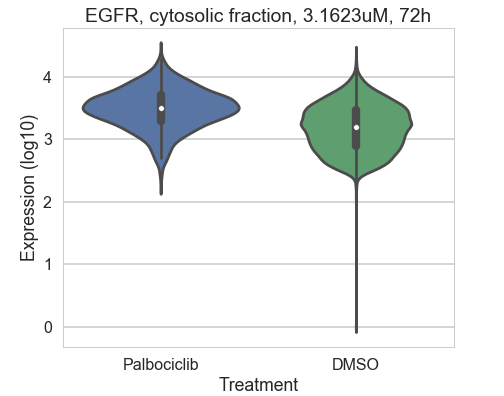 EGFR, cytosolic fraction, 3.1623uM, 72h
Expression (log10)
4
3
2
1
0
Palbociclib
DMSO
Treatment